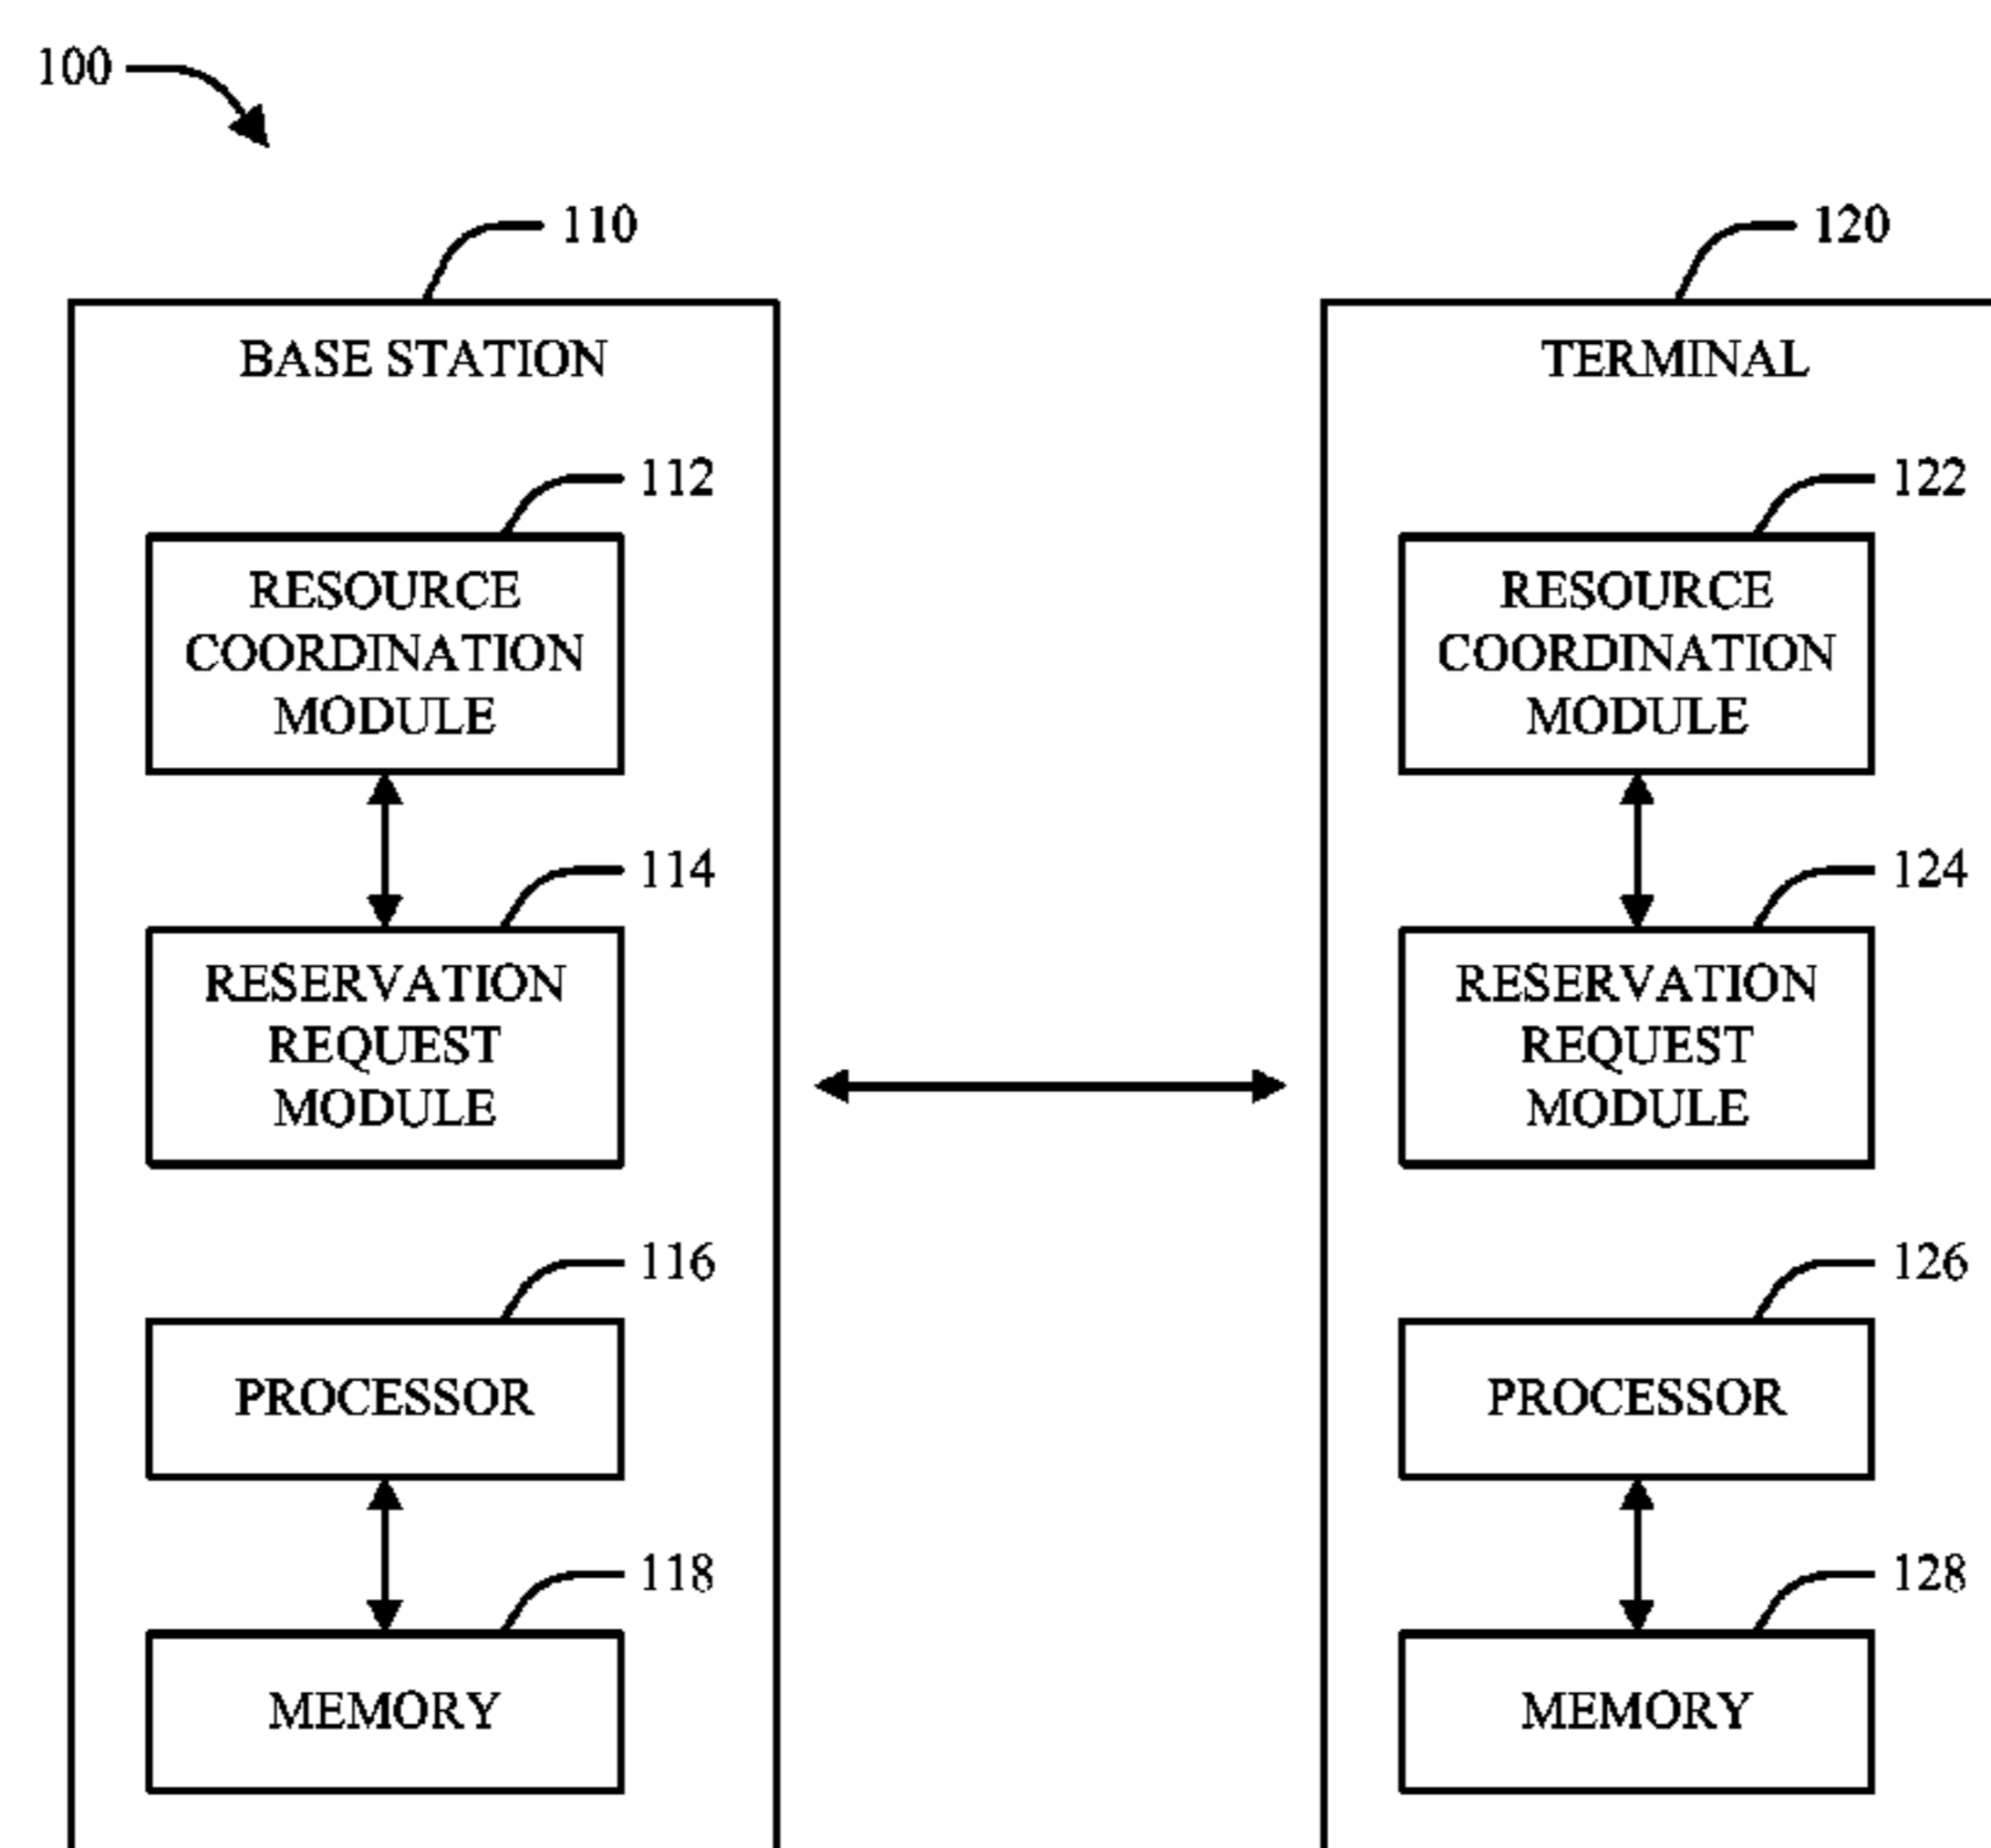 100
110
BASE STATION
112
RESOURCE
COORDINATION
MODULE
114
RESERVATION
REQUEST
MODULE
116
PROCESSOR
118
MEMORY
120
TERMINAL
122
RESOURCE
COORDINATION
MODULE
124
RESERVATION
REQUEST
MODULE
126
PROCESSOR
128
MEMORY